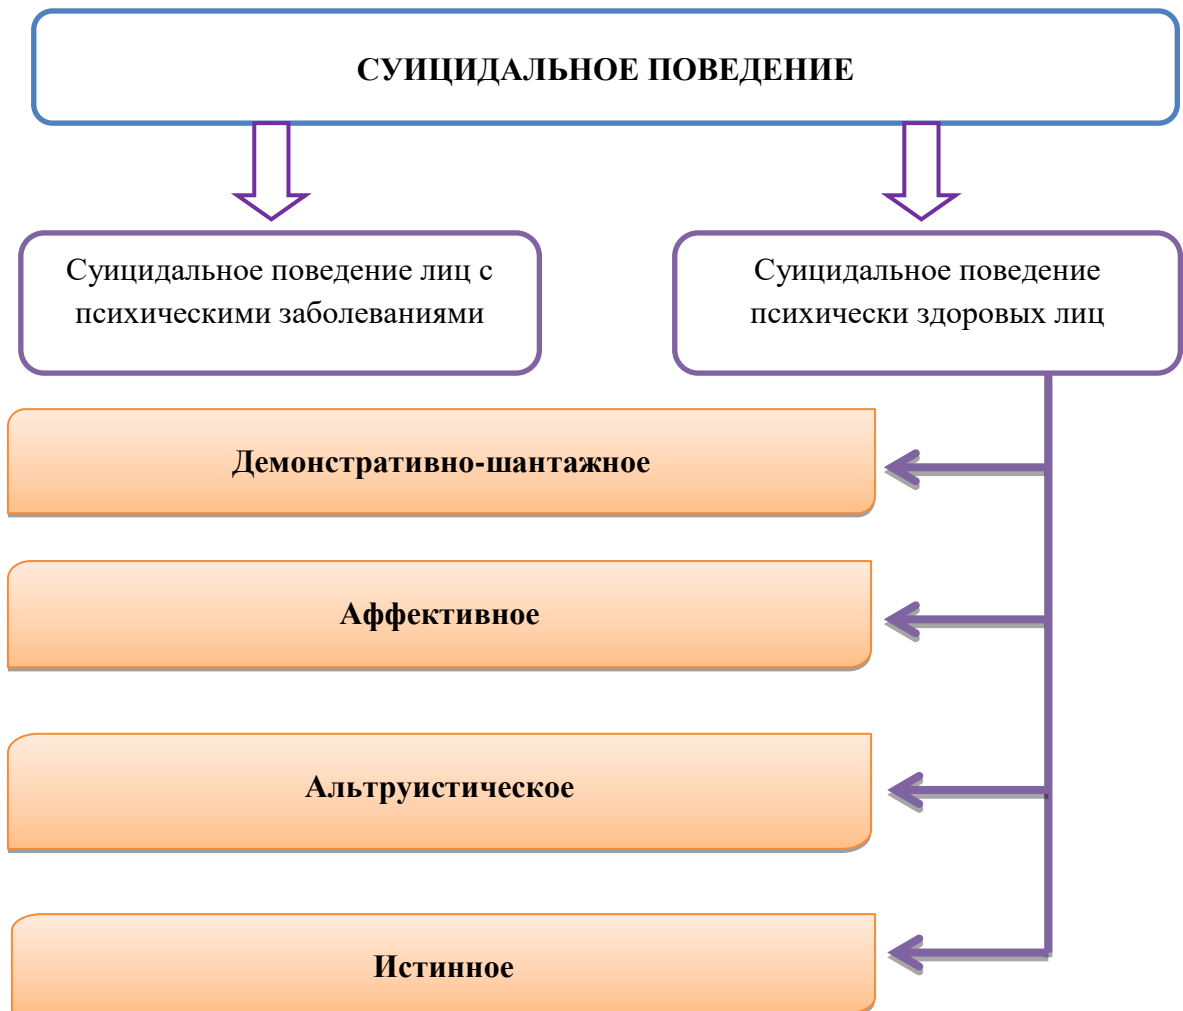 СУИЦИДАЛЬНОЕ ПОВЕДЕНИЕ
Суицидальное поведение лиц с
психическими заболеваниями
Суицидальное поведение
психически здоровых лиц
Демонстративно-шантажное
Аффективное
Альтруистическое
Истинное